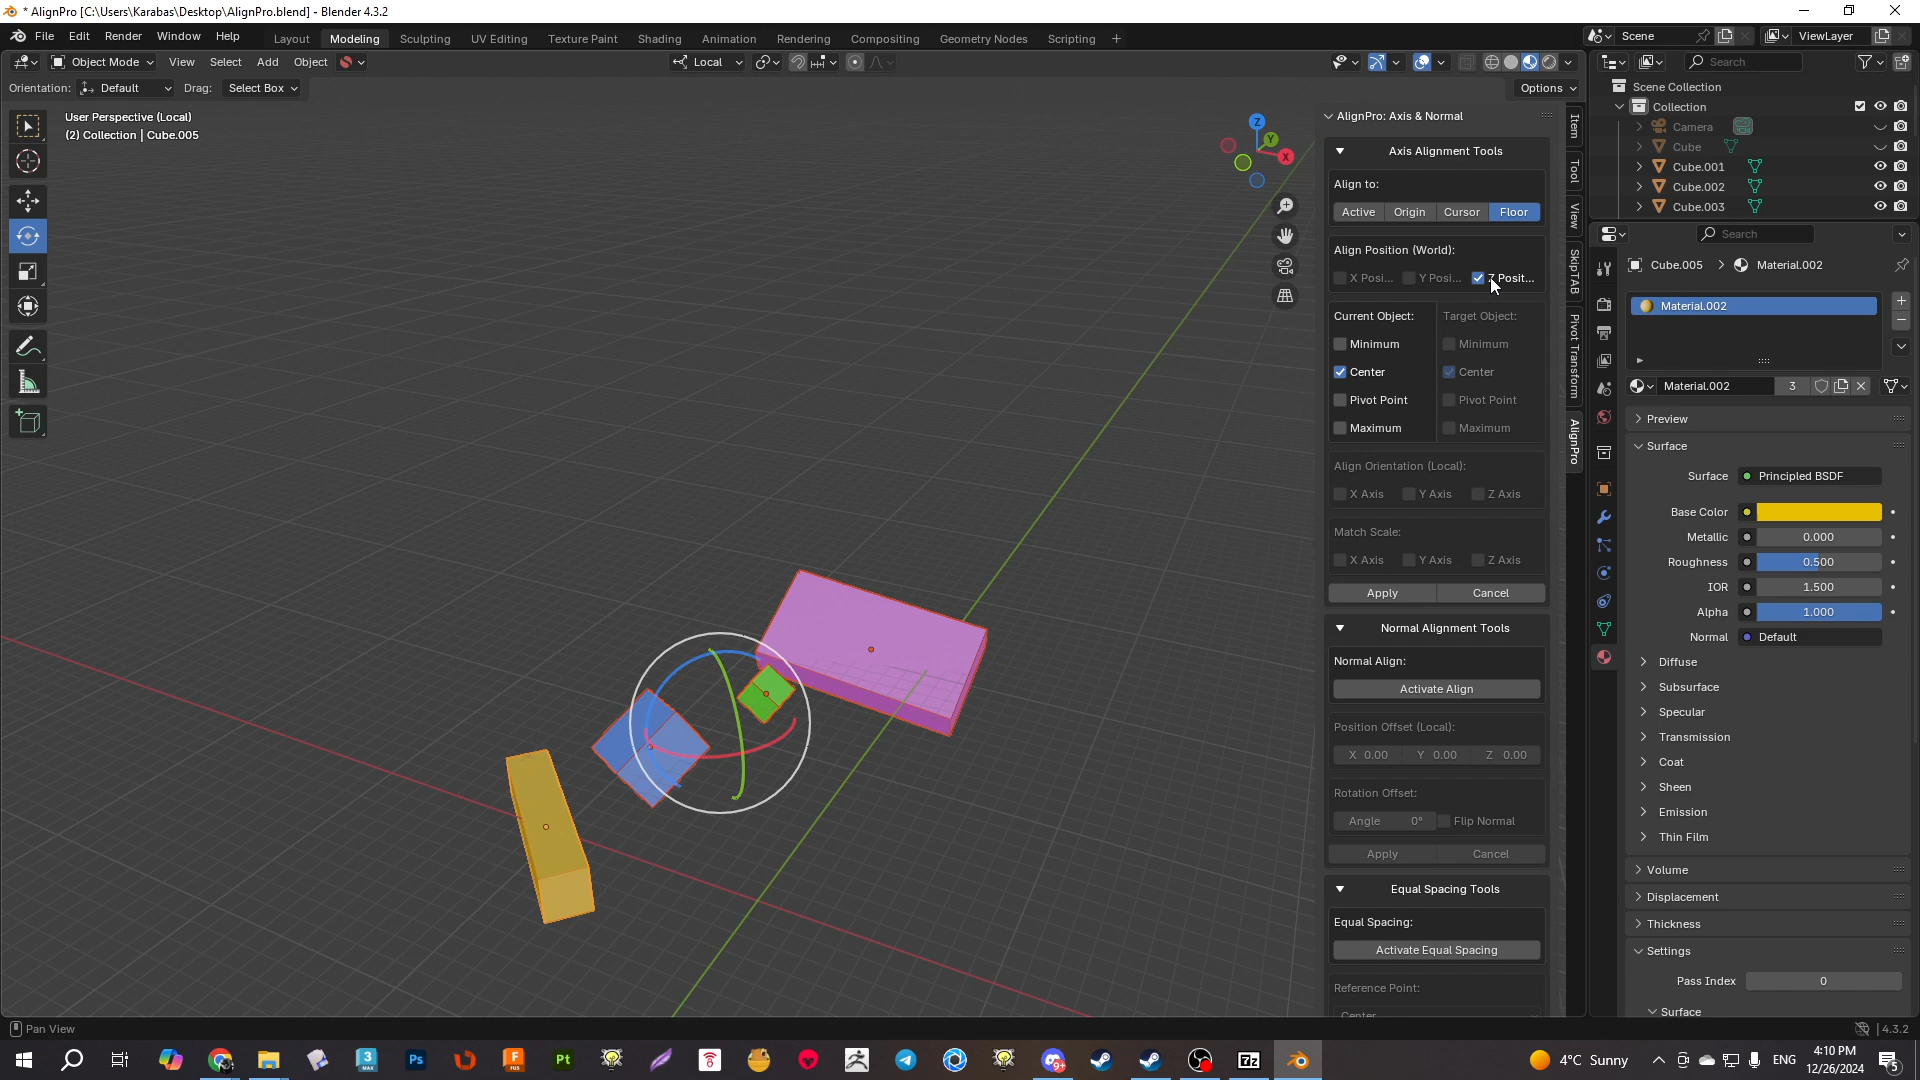 * AlignPro [C:\Users\Karabas\Desktop\AlignPro.blend] - Blender 4.3.2
File Edit Render Window Help Layout Modeling Sculpting UV Editing Texture Paint Shading Animation Rendering Compositing Geometry Nodes Scripting + Scene ViewLayer
Object Mode View Select Add Object Local Search
Orientation: Default Drag: Select Box Options
User Perspective (Local)
(2) Collection | Cube.005
Z
Y
X
AlignPro: Axis & Normal
Axis Alignment Tools
Align to:
Active Origin Cursor Floor
Align Position (World):
X Posi... Y Posi... Z Posit...
Current Object: Target Object:
Minimum Minimum
Center Center
Pivot Point Pivot Point
Maximum Maximum
Align Orientation (Local):
X Axis Y Axis Z Axis
Match Scale:
X Axis Y Axis Z Axis
Apply Cancel
Normal Alignment Tools
Normal Align:
Activate Align
Position Offset (Local):
X 0.00 Y 0.00 Z 0.00
Rotation Offset:
Angle 0° Flip Normal
Apply Cancel
Equal Spacing Tools
Equal Spacing:
Activate Equal Spacing
Reference Point:
Center
Item
Tool
View
SkipTAB
Pivot Transform
AlignPro
Scene Collection
Collection
Camera
Cube
Cube.001
Cube.002
Cube.003
Search
Cube.005 > Material.002
Material.002
Material.002 3
Preview
Surface
Surface Principled BSDF
Base Color
Metallic 0.000
Roughness 0.500
IOR 1.500
Alpha 1.000
Normal Default
Diffuse
Subsurface
Specular
Transmission
Coat
Sheen
Emission
Thin Film
Volume
Displacement
Thickness
Settings
Pass Index 0
Surface
Pan View 4.3.2
3
MAX
Ps
F
FUS
Pt
9+
7z
4°C Sunny
ENG
4:10 PM
12/26/2024
5